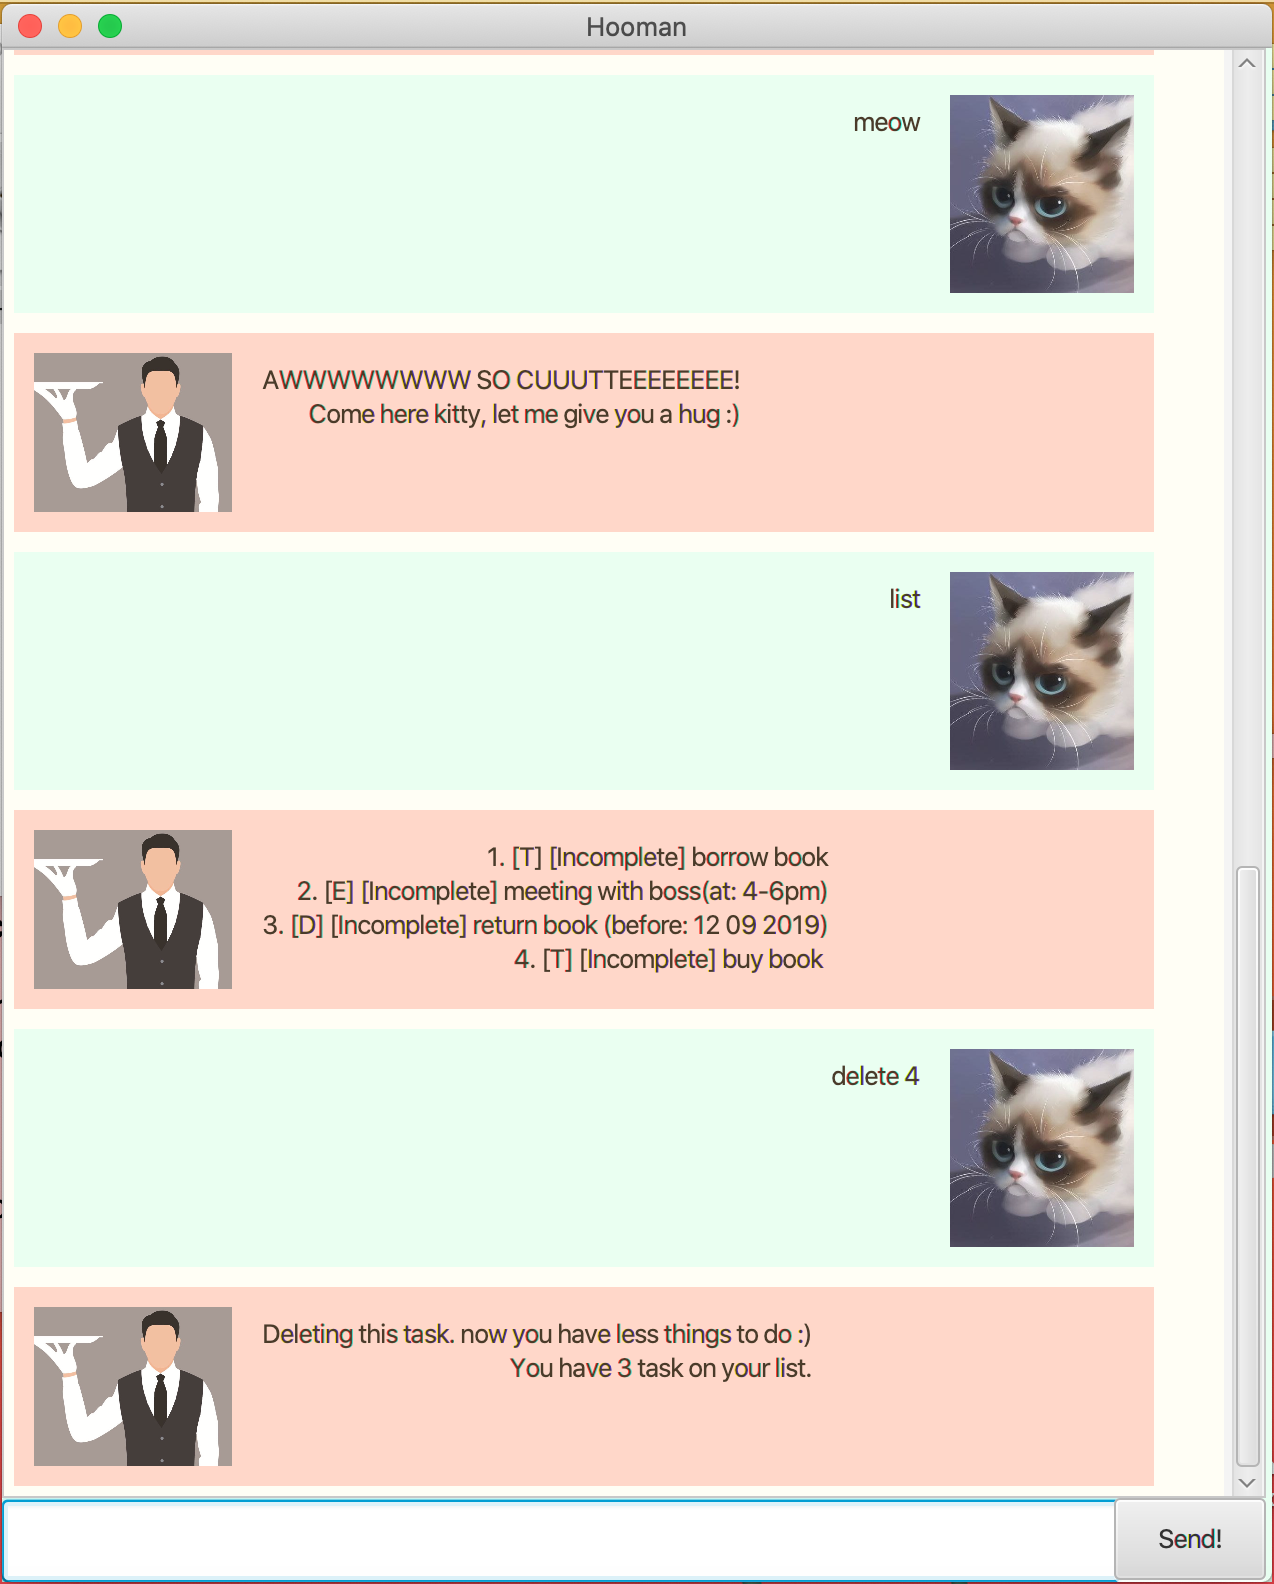 Hooman
meow
AWWWWWWWW SO CUUUTTEEEEEEEE!
Come here kitty, let me give you a hug :)
list
1. [T] [Incomplete] borrow book
2. [E] [Incomplete] meeting with boss(at: 4-6pm)
3. [D] [Incomplete] return book (before: 12 09 2019)
4. [T] [Incomplete] buy book
delete 4
Deleting this task. now you have less things to do :)
You have 3 task on your list.
Send!